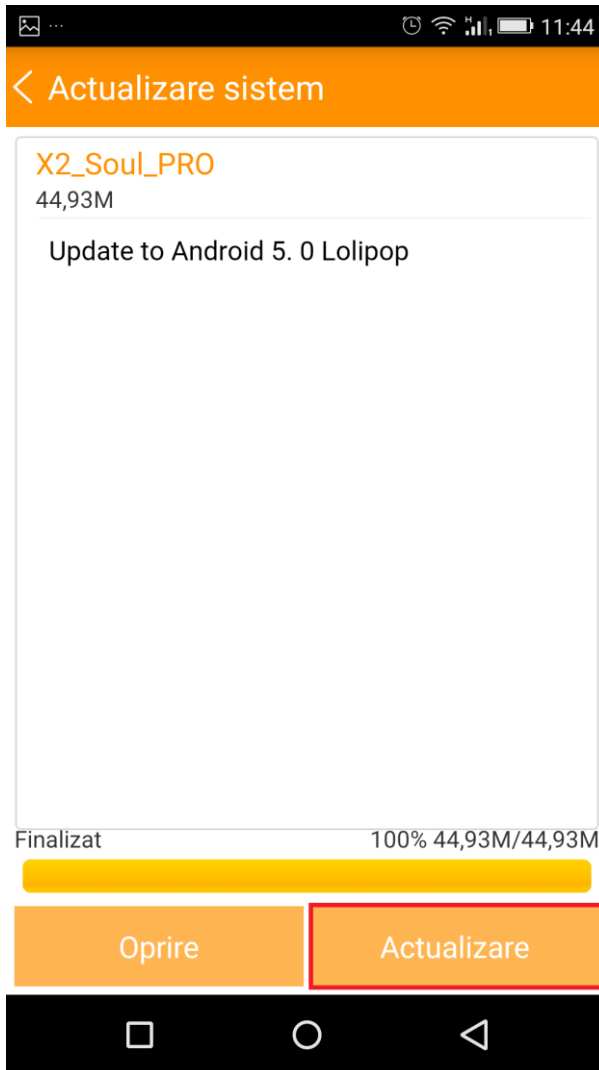 11:44
Actualizare sistem
X2_Soul_PRO
44,93M
Update to Android 5. 0 Lolipop
Finalizat 100% 44,93M/44,93M
Oprire Actualizare